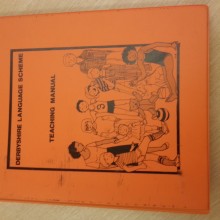 DERBYSHIRE LANGUAGE SCHEME
TEACHING MANUAL